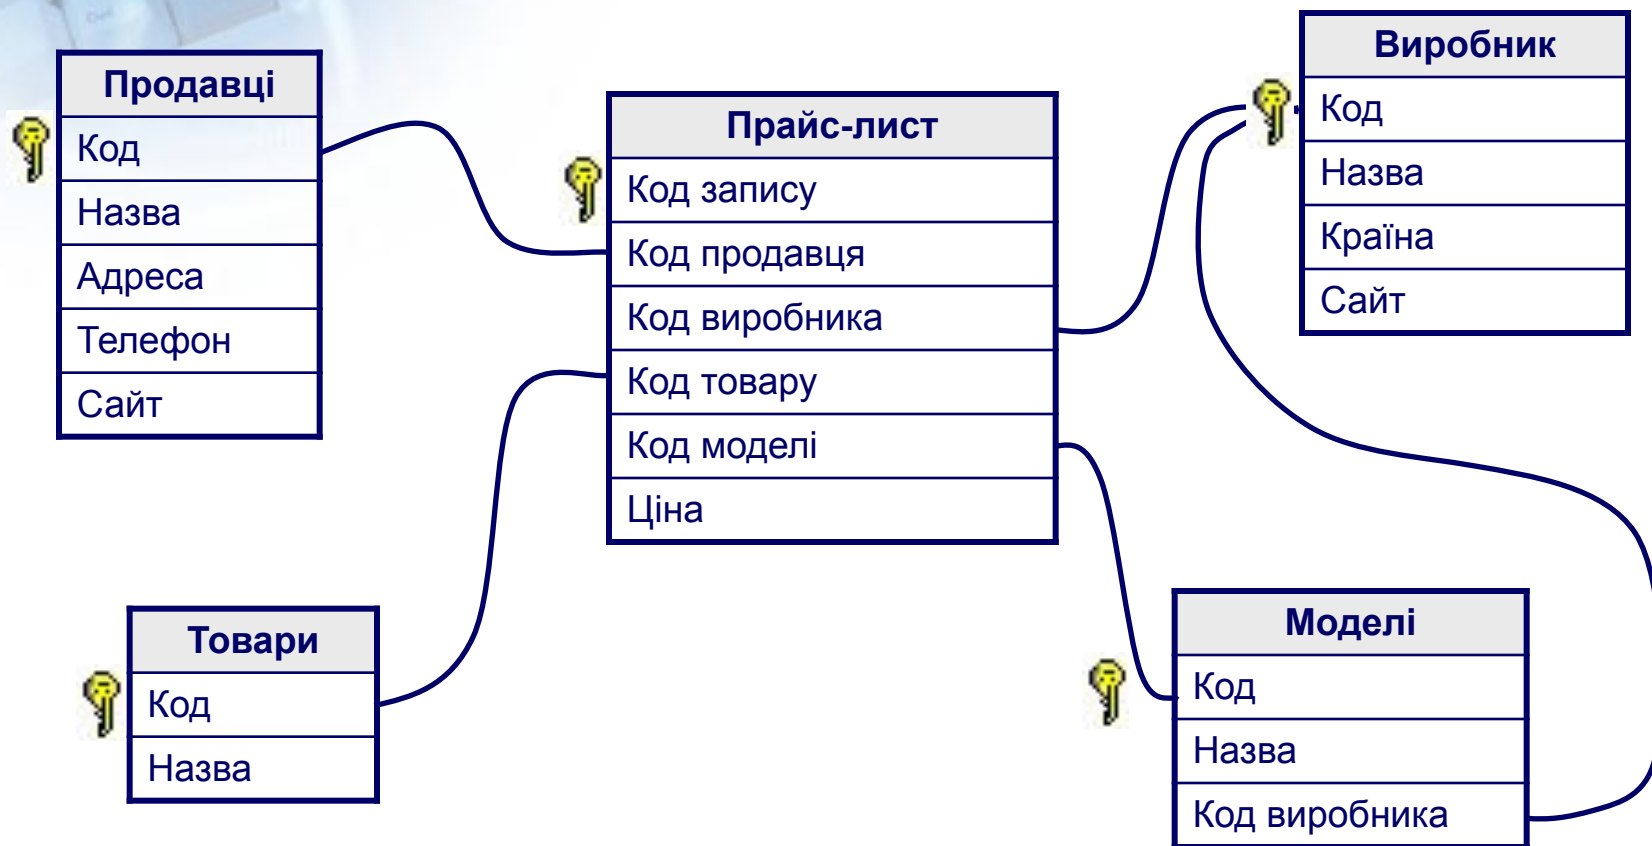 Продавці
Код
Назва
Адреса
Телефон
Сайт
Прайс-лист
Код запису
Код продавця
Код виробника
Код товару
Код моделі
Ціна
Виробник
Код
Назва
Країна
Сайт
Товари
Код
Назва
Моделі
Код
Назва
Код виробника